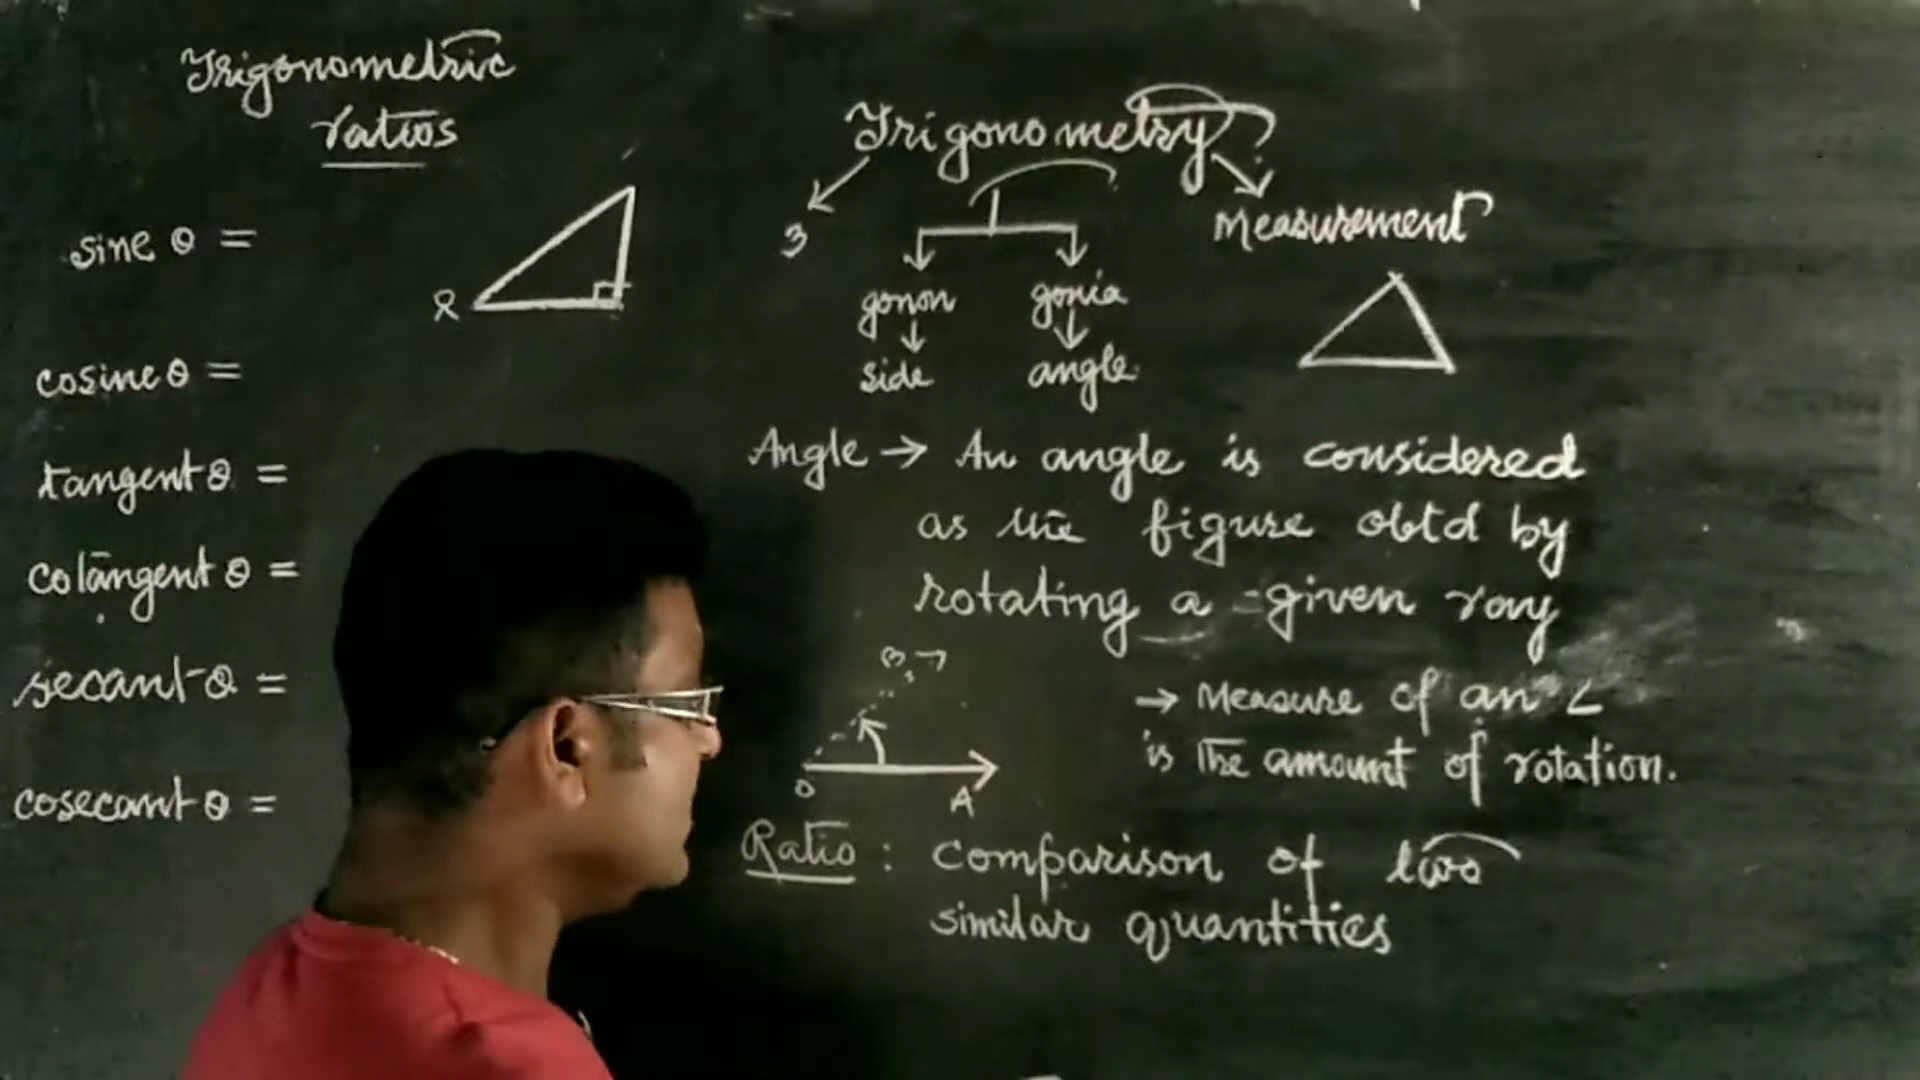 Trigonometric
ratios
sine θ =
R
cosine θ =
tangent θ =
cotangent θ =
secant θ =
cosecant θ =
Trigonometry
3
Measurement
gonon
gonia
side
angle
Angle → An angle is considered
as the figure obtd by
rotating a given ray
B
O
A
→ Measure of an ∠
is the amount of rotation.
Ratio : Comparison of two
similar quantities